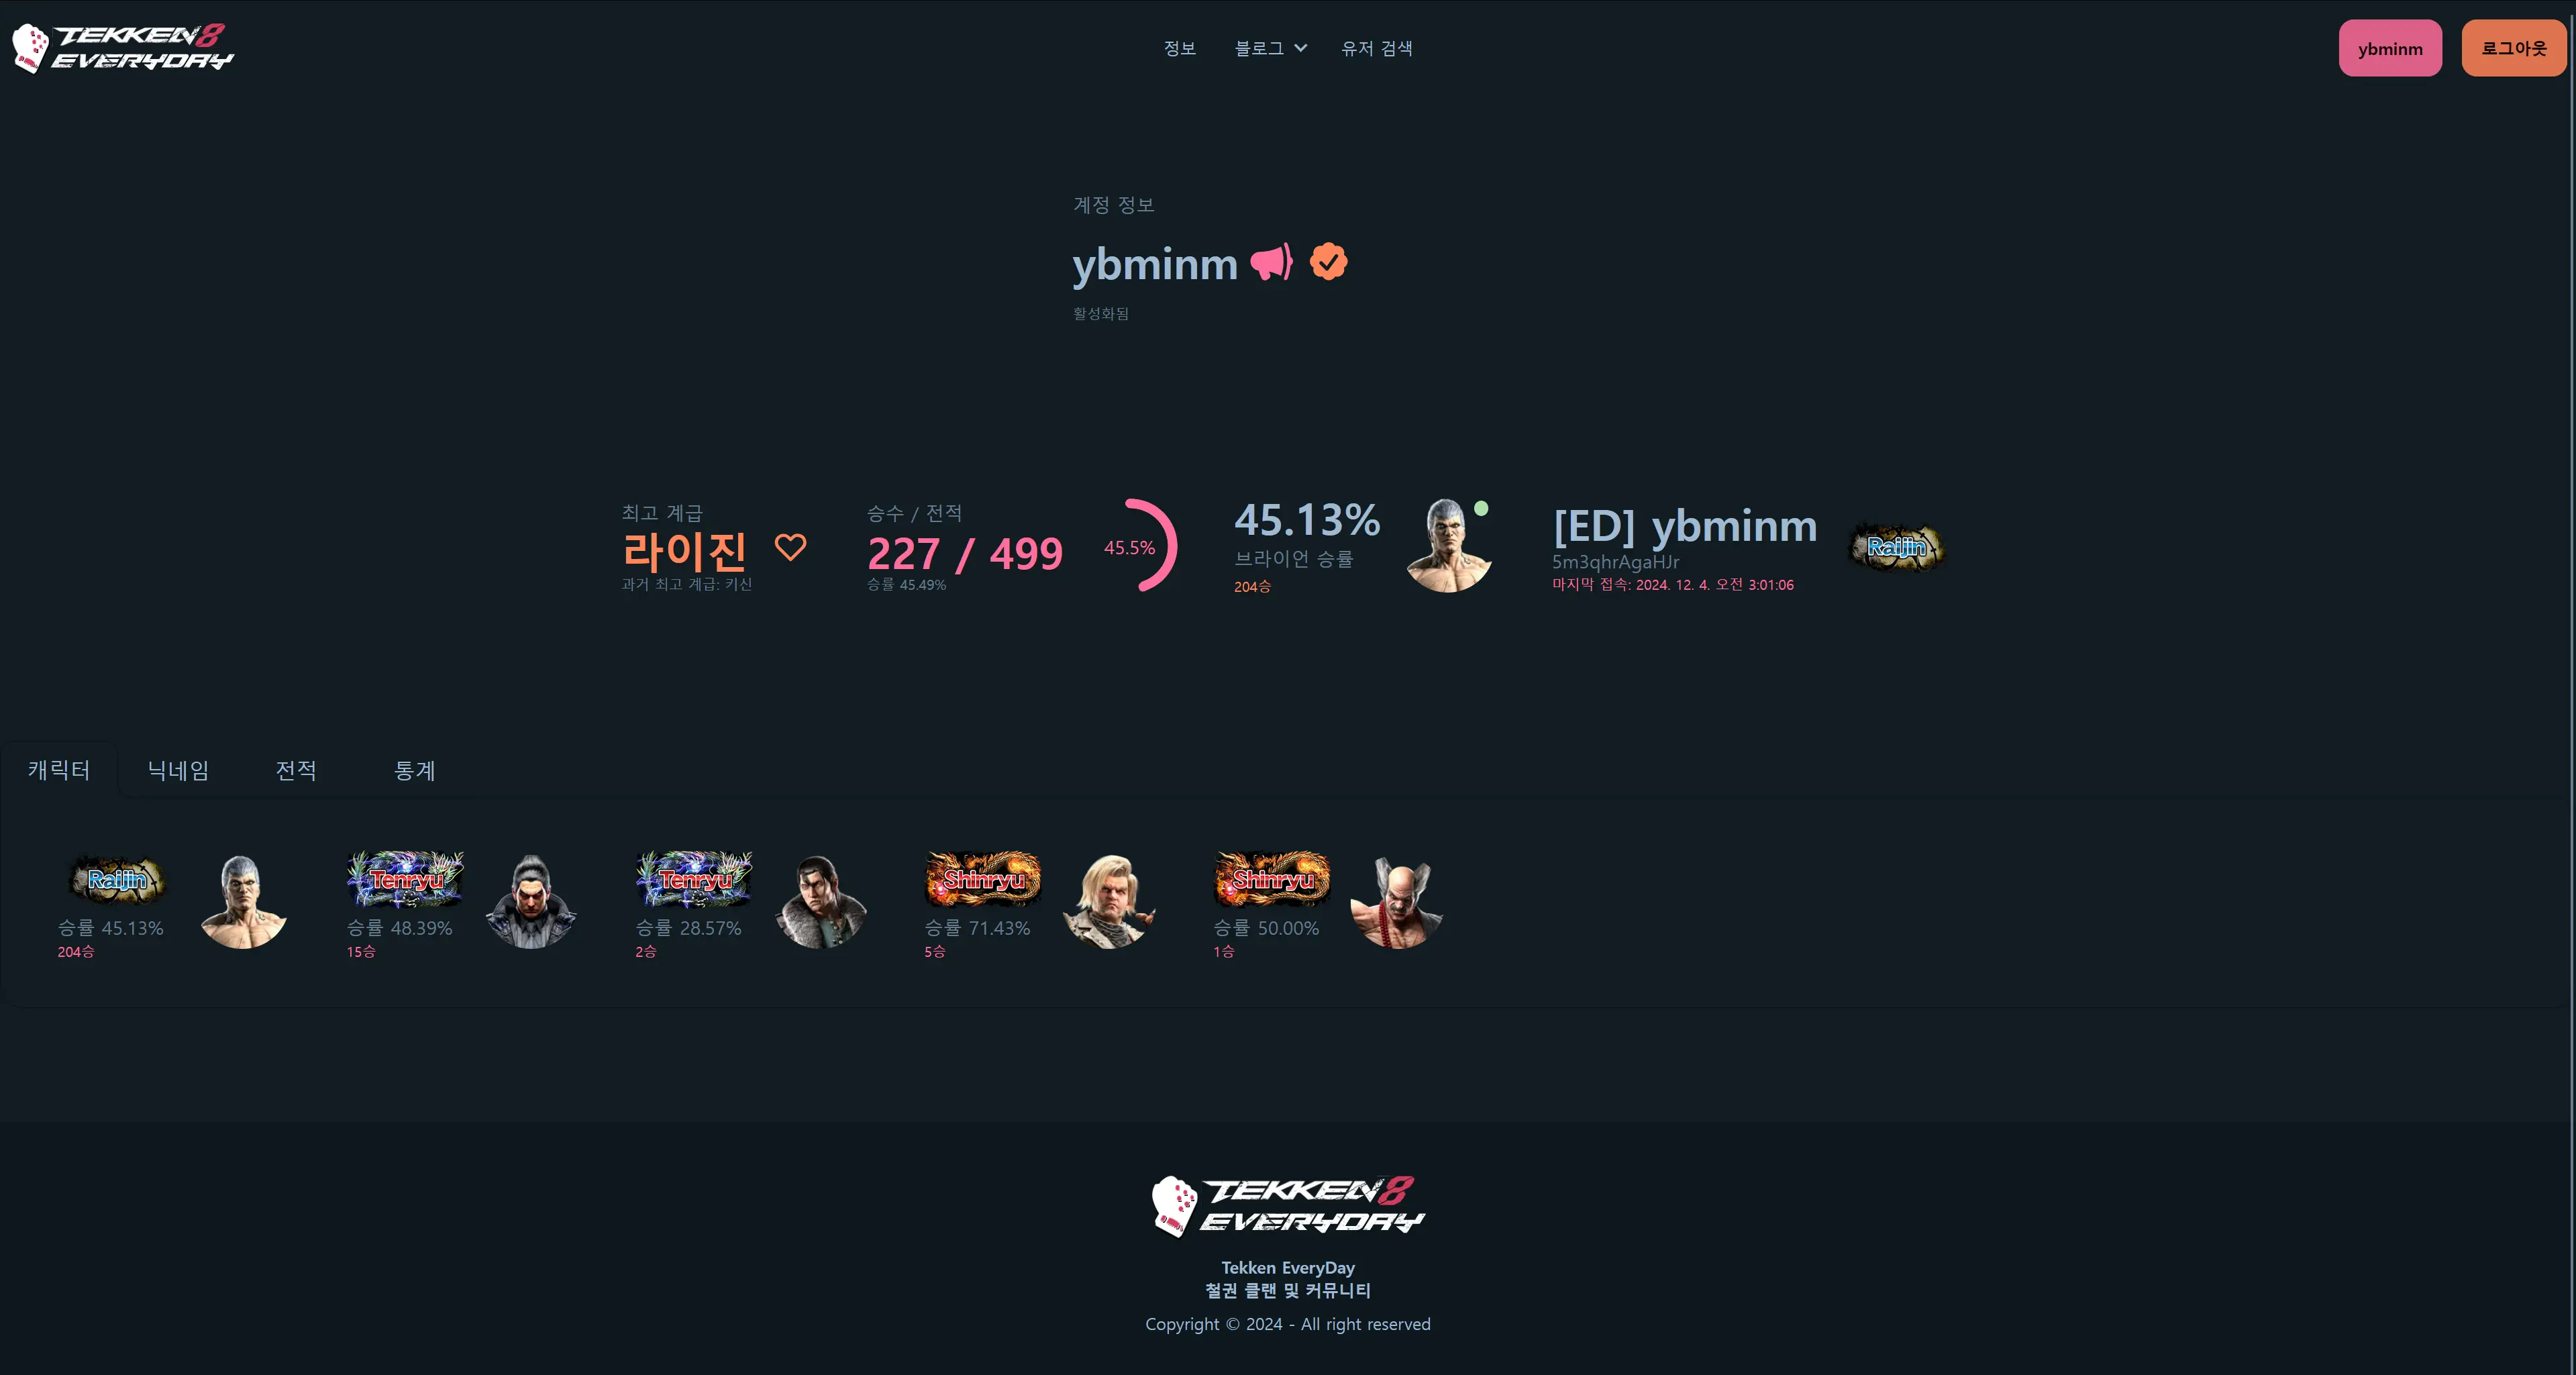 TEKKEN 8
EVERYDAY
정보
블로그
유저 검색
ybminm
로그아웃
계정 정보
ybminm
활성화됨
최고 계급
라이진
과거 최고 계급: 키신
승수 / 전적
227 / 499
승률 45.49%
45.5%
45.13%
브라이언 승률
204승
[ED] ybminm
5m3qhrAgaHJr
마지막 접속: 2024. 12. 4. 오전 3:01:06
Raijin
캐릭터
닉네임
전적
통계
Raijin
승률 45.13%
204승
Tenryu
승률 48.39%
15승
Tenryu
승률 28.57%
2승
Shinryu
승률 71.43%
5승
Shinryu
승률 50.00%
1승
TEKKEN 8
EVERYDAY
Tekken EveryDay
철권 클랜 및 커뮤니티
Copyright © 2024 - All right reserved